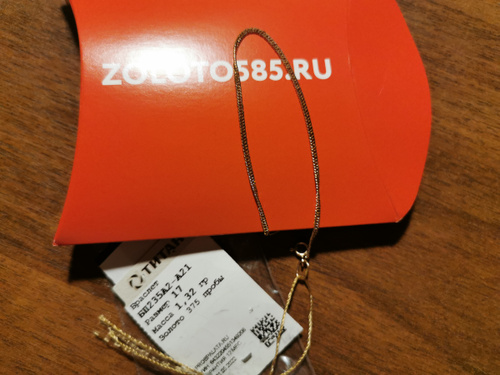 ZOLOTO585.RU
ТИТАН
Браслет
ББ235А2-А21
Размер 17
Масса 1,32 гр
Золото 375 пробы